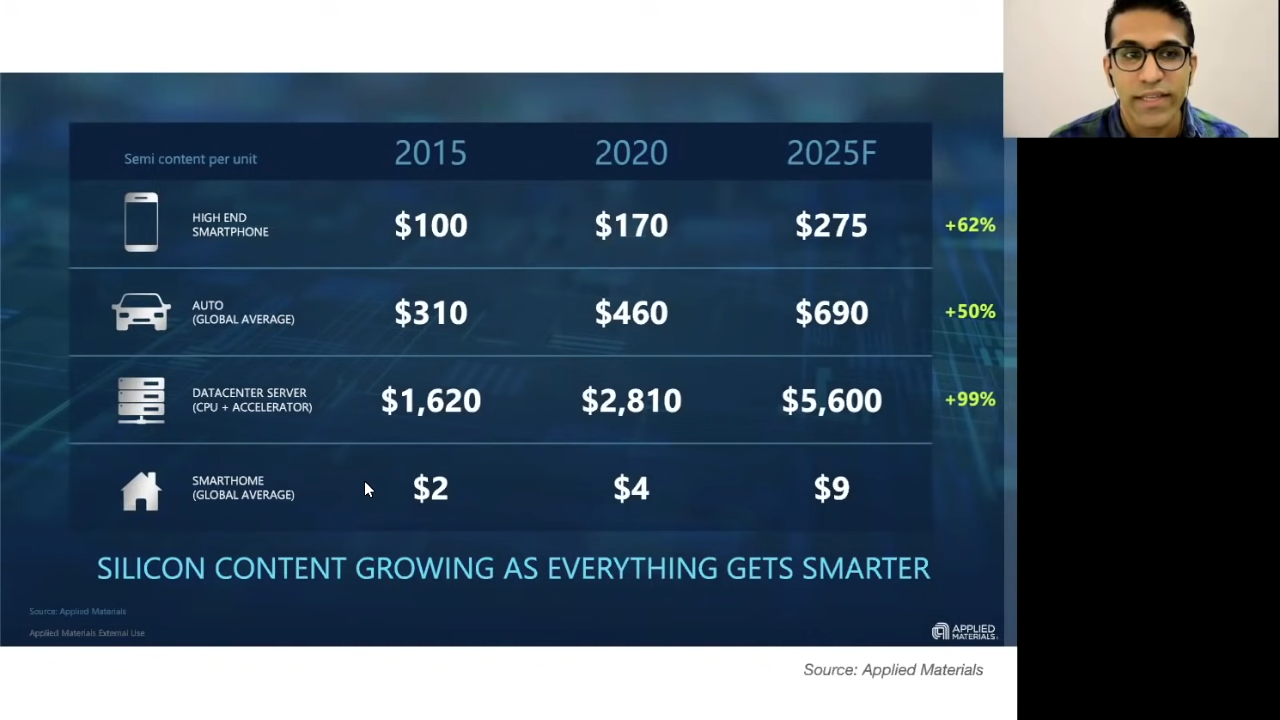 Semi content per unit 2015 2020 2025F
HIGH END
SMARTPHONE
$100 $170 $275 +62%
AUTO
(GLOBAL AVERAGE)
$310 $460 $690 +50%
DATACENTER SERVER
(CPU + ACCELERATOR)
$1,620 $2,810 $5,600 +99%
SMARTHOME
(GLOBAL AVERAGE)
$2 $4 $9
SILICON CONTENT GROWING AS EVERYTHING GETS SMARTER
Source: Applied Materials
Applied Materials External Use
APPLIED
MATERIALS
Source: Applied Materials